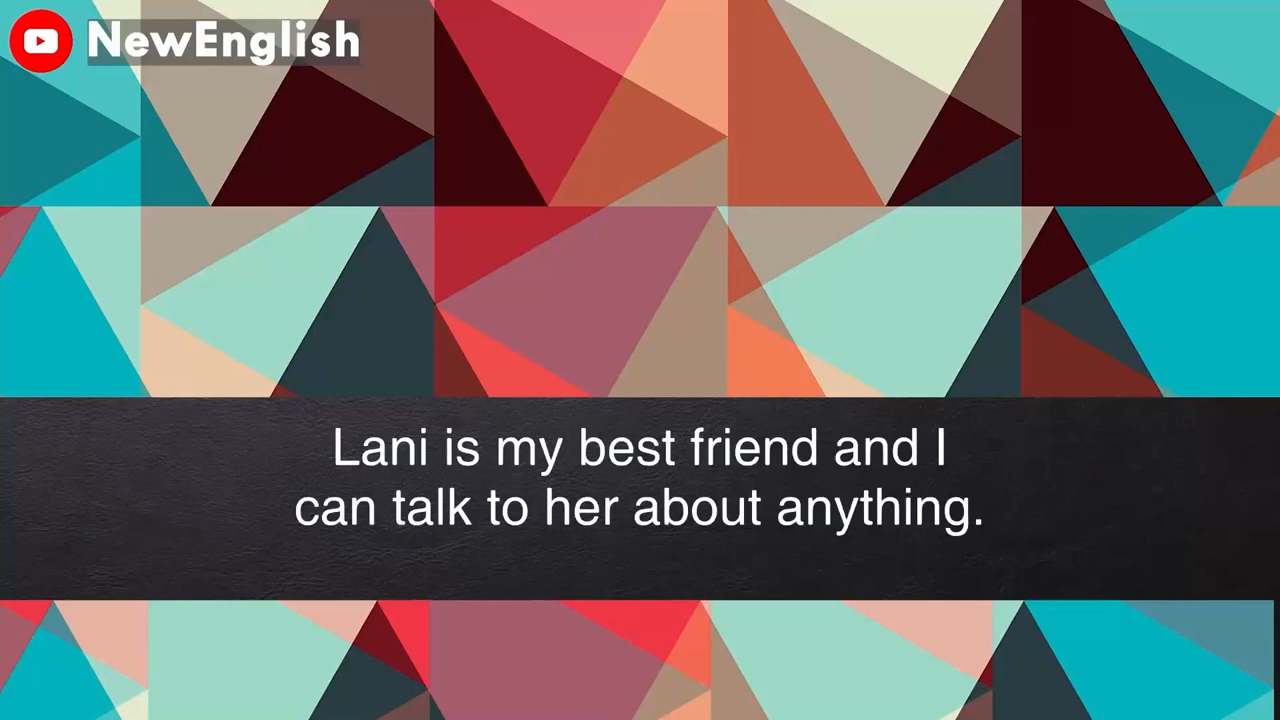 NewEnglish
Lani is my best friend and I
can talk to her about anything.